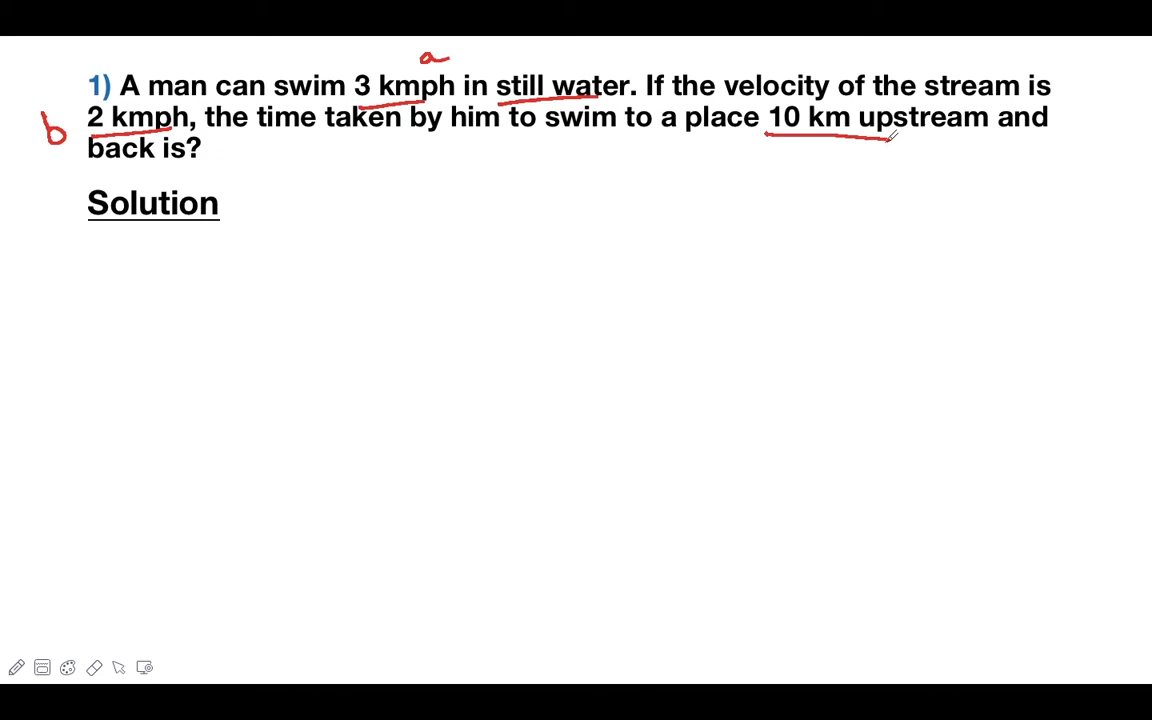 a
1) A man can swim 3 kmph in still water. If the velocity of the stream is
b 2 kmph, the time taken by him to swim to a place 10 km upstream and
back is?
Solution